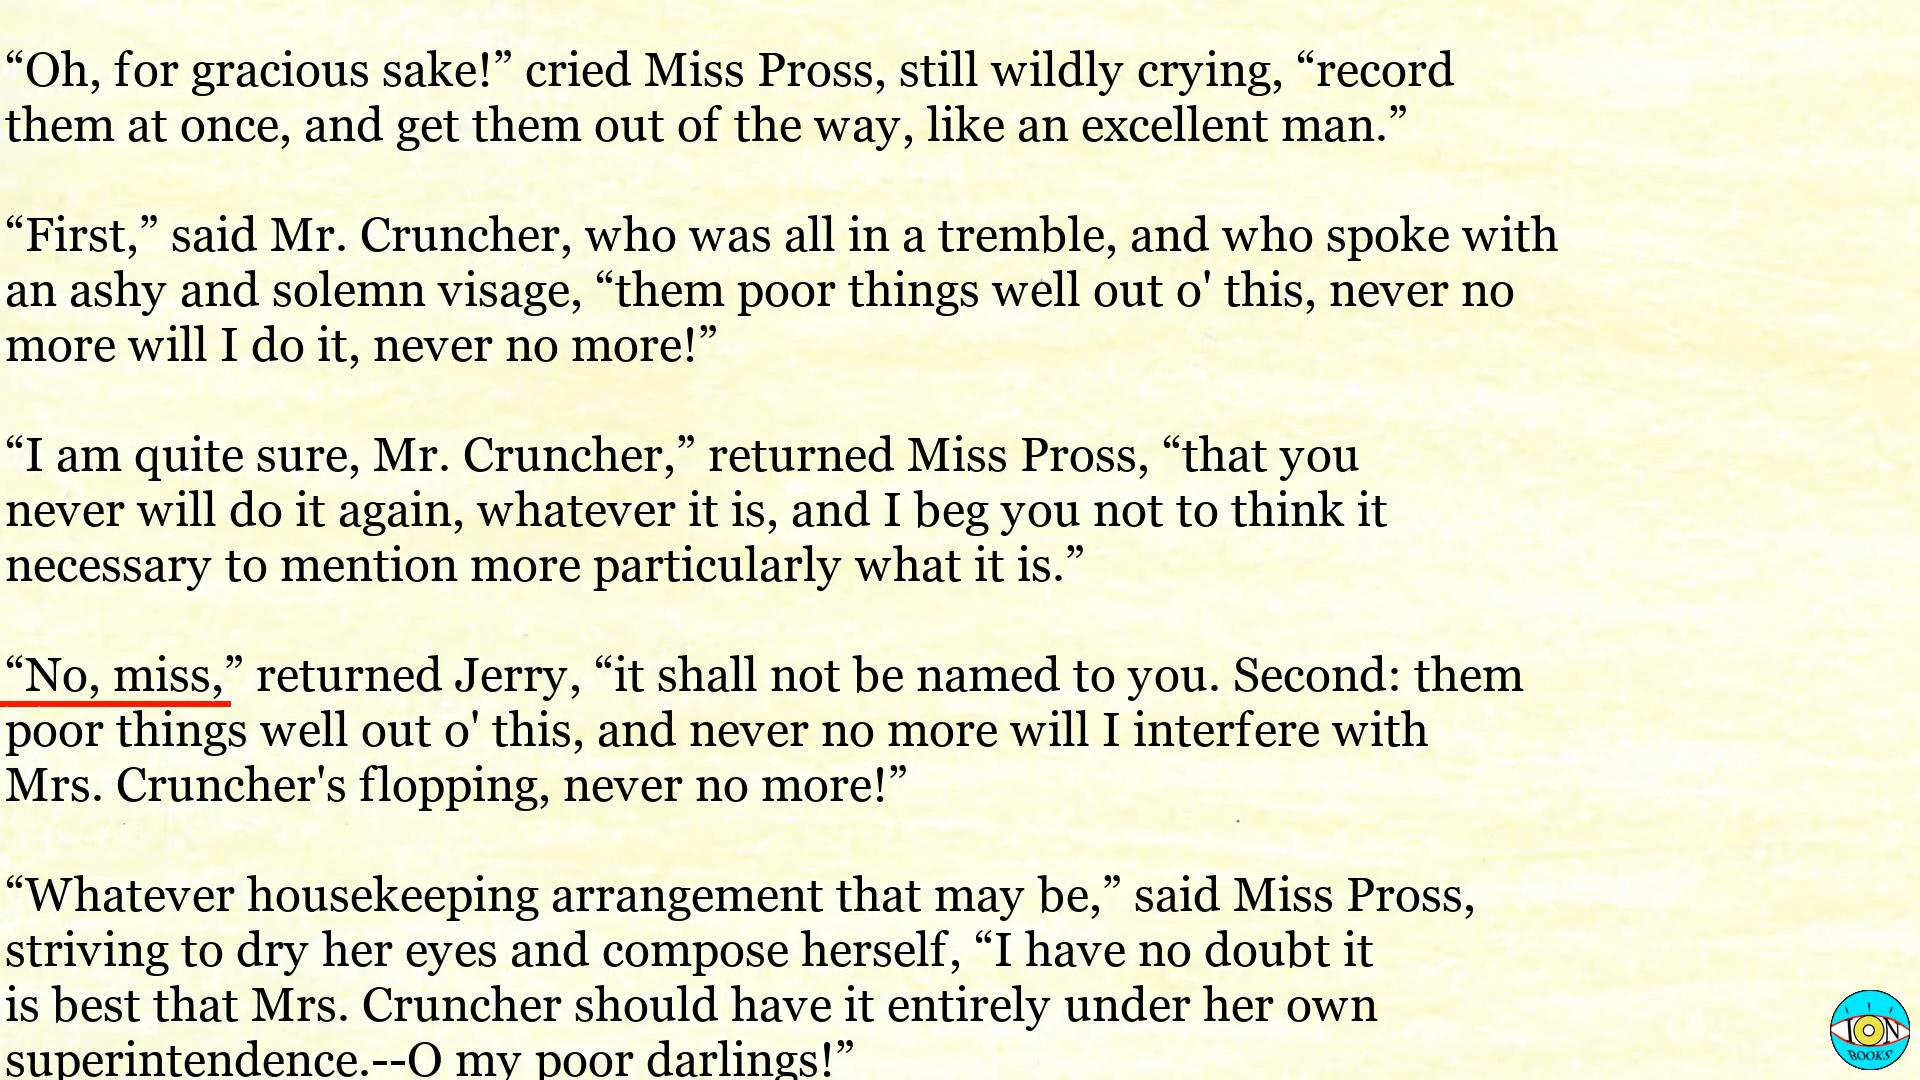 “Oh, for gracious sake!” cried Miss Pross, still wildly crying, “record
them at once, and get them out of the way, like an excellent man.”
“First,” said Mr. Cruncher, who was all in a tremble, and who spoke with
an ashy and solemn visage, “them poor things well out o' this, never no
more will I do it, never no more!”
“I am quite sure, Mr. Cruncher,” returned Miss Pross, “that you
never will do it again, whatever it is, and I beg you not to think it
necessary to mention more particularly what it is.”
“No, miss,” returned Jerry, “it shall not be named to you. Second: them
poor things well out o' this, and never no more will I interfere with
Mrs. Cruncher's flopping, never no more!”
“Whatever housekeeping arrangement that may be,” said Miss Pross,
striving to dry her eyes and compose herself, “I have no doubt it
is best that Mrs. Cruncher should have it entirely under her own
superintendence.--O my poor darlings!”
ION
BOOKS